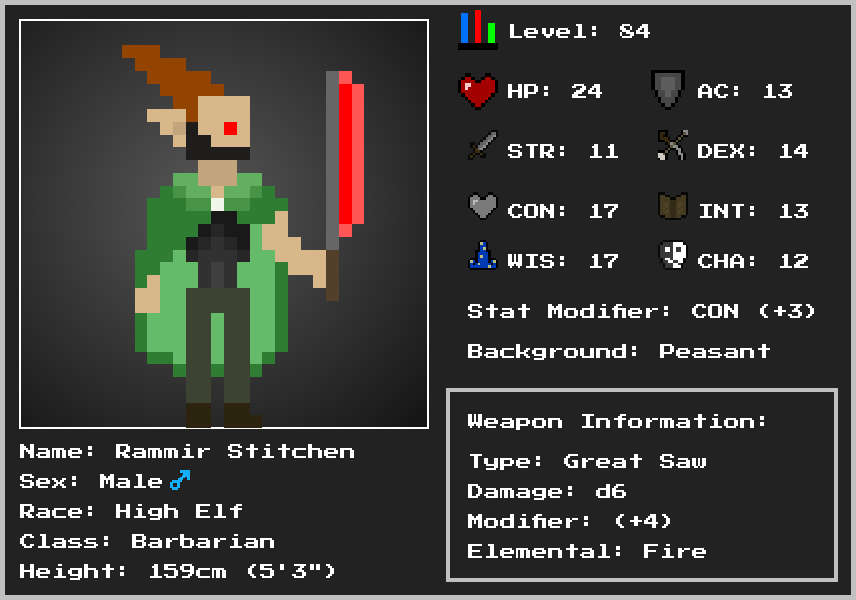 Level: 84
HP: 24
AC: 13
STR: 11
DEX: 14
CON: 17
INT: 13
WIS: 17
CHA: 12
Stat Modifier: CON (+3)
Background: Peasant
Weapon Information:
Type: Great Saw
Damage: d6
Modifier: (+4)
Elemental: Fire
Name: Rammir Stitchen
Sex: Male♂
Race: High Elf
Class: Barbarian
Height: 159cm (5'3")